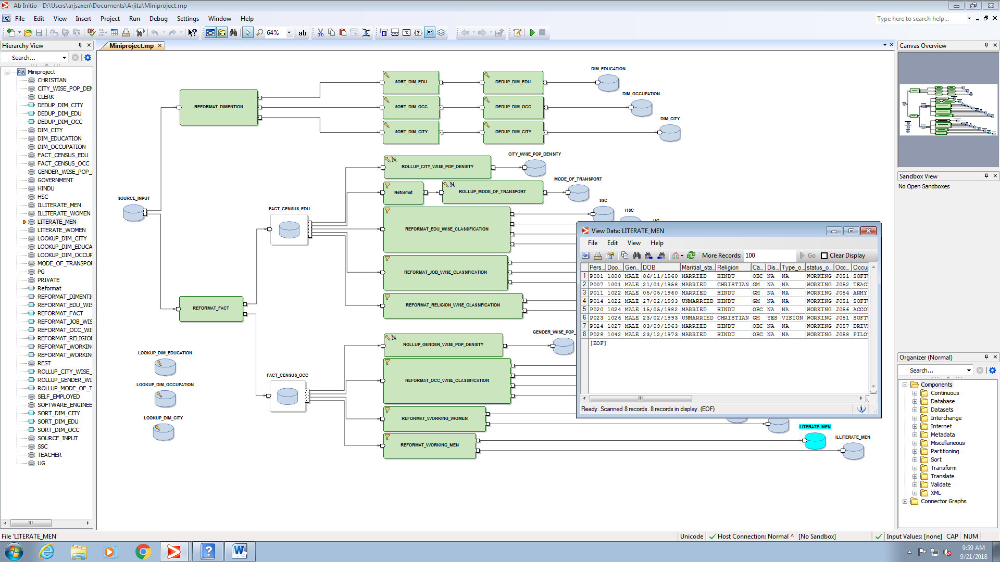 Ab Initio - D:\Users\arjsaxen\Documents\Arjita\Miniproject.mp
File Edit View Insert Project Run Debug Settings Window Help
Type here to search help...
64%
ab
Hierarchy View
Miniproject.mp
Canvas Overview
Search...
Miniproject
CHRISTIAN
CITY_WISE_POP_DEN
CLERK
DEDUP_DIM_CITY
DEDUP_DIM_EDU
DEDUP_DIM_OCC
DIM_CITY
DIM_EDUCATION
DIM_OCCUPATION
FACT_CENSUS_EDU
FACT_CENSUS_OCC
GENDER_WISE_POP_
GOVERNMENT
HINDU
HSC
ILLITERATE_MEN
ILLITERATE_WOMEN
LITERATE_MEN
LITERATE_WOMEN
LOOKUP_DIM_CITY
LOOKUP_DIM_EDUCA
LOOKUP_DIM_OCCUP
MODE_OF_TRANSPOR
PG
PRIVATE
Reformat
REFORMAT_DIMENTI
REFORMAT_EDU_WIS
REFORMAT_FACT
REFORMAT_JOB_WIS
REFORMAT_OCC_WI
REFORMAT_RELIGION
REFORMAT_WORKIN
REFORMAT_WORKIN
REST
ROLLUP_CITY_WISE_
ROLLUP_GENDER_WI
ROLLUP_MODE_OF_T
SELF_EMPLOYED
SOFTWARE_ENGINEE
SORT_DIM_CITY
SORT_DIM_EDU
SORT_DIM_OCC
SOURCE_INPUT
SSC
TEACHER
UG
DIM_EDUCATION
SORT_DIM_EDU
DEDUP_DIM_EDU
DIM_OCCUPATION
REFORMAT_DIMENTION
SORT_DIM_OCC
DEDUP_DIM_OCC
DIM_CITY
SORT_DIM_CITY
DEDUP_DIM_CITY
CITY_WISE_POP_DENSITY
ROLLUP_CITY_WISE_POP_DENSITY
MODE_OF_TRANSPORT
Reformat
ROLLUP_MODE_OF_TRANSPORT
SOURCE_INPUT
SSC
FACT_CENSUS_EDU
HSC
UG
REFORMAT_EDU_WISE_CLASSIFICATION
REFORMAT_JOB_WISE_CLASSIFICATION
REFORMAT_RELIGION_WISE_CLASSIFICATION
REFORMAT_FACT
GENDER_WISE_POP_
ROLLUP_GENDER_WISE_POP_DENSITY
LOOKUP_DIM_EDUCATION
FACT_CENSUS_OCC
REFORMAT_OCC_WISE_CLASSIFICATION
LOOKUP_DIM_OCCUPATION
LOOKUP_DIM_CITY
REFORMAT_WORKING_WOMEN
LITERATE_MEN
ILLITERATE_MEN
REFORMAT_WORKING_MEN
View Data: LITERATE_MEN
File Edit View Help
More Records: 100 Go Clear Display
Pers... Doo... Gen... DOB Maritial_sta... Religion Ca... Dis... Type_o... status_o... Occ... Occup
1 P001 1000 MALE 06/11/1960 MARRIED HINDU OBC NA NA WORKING J051 SOFT
2 P007 1001 MALE 21/01/1958 MARRIED CHRISTIAN GM NA NA WORKING J052 TEAC
3 P011 1022 MALE 05/05/1960 MARRIED HINDU GM NA NA WORKING J054 ARMY
4 P014 1022 MALE 27/02/1993 UNMARRIED HINDU GM NA NA WORKING J051 SOFT
5 P020 1024 MALE 15/05/1982 MARRIED HINDU OBC NA NA WORKING J056 ACCO
6 P023 1026 MALE 23/02/1993 UNMARRIED CHRISTIAN GM YES VISION WORKING J051 SOFT
7 P024 1027 MALE 03/09/1963 MARRIED HINDU OBC NA NA WORKING J057 DRIV
8 P028 1042 MALE 23/12/1973 MARRIED HINDU OBC NA NA WORKING J058 PILO
[EOF]
Ready. Scanned 8 records. 8 records in display. (EOF)
Sandbox View
No Open Sandboxes
Organizer (Normal)
Search...
Components
Continuous
Database
Datasets
Interchange
Internet
Metadata
Miscellaneous
Partitioning
Sort
Transform
Translate
Validate
XML
Connector Graphs
File 'LITERATE_MEN'
Unicode Host Connection: Normal ^ [No Sandbox] Input Values: [none] CAP NUM
9:59 AM
9/21/2018